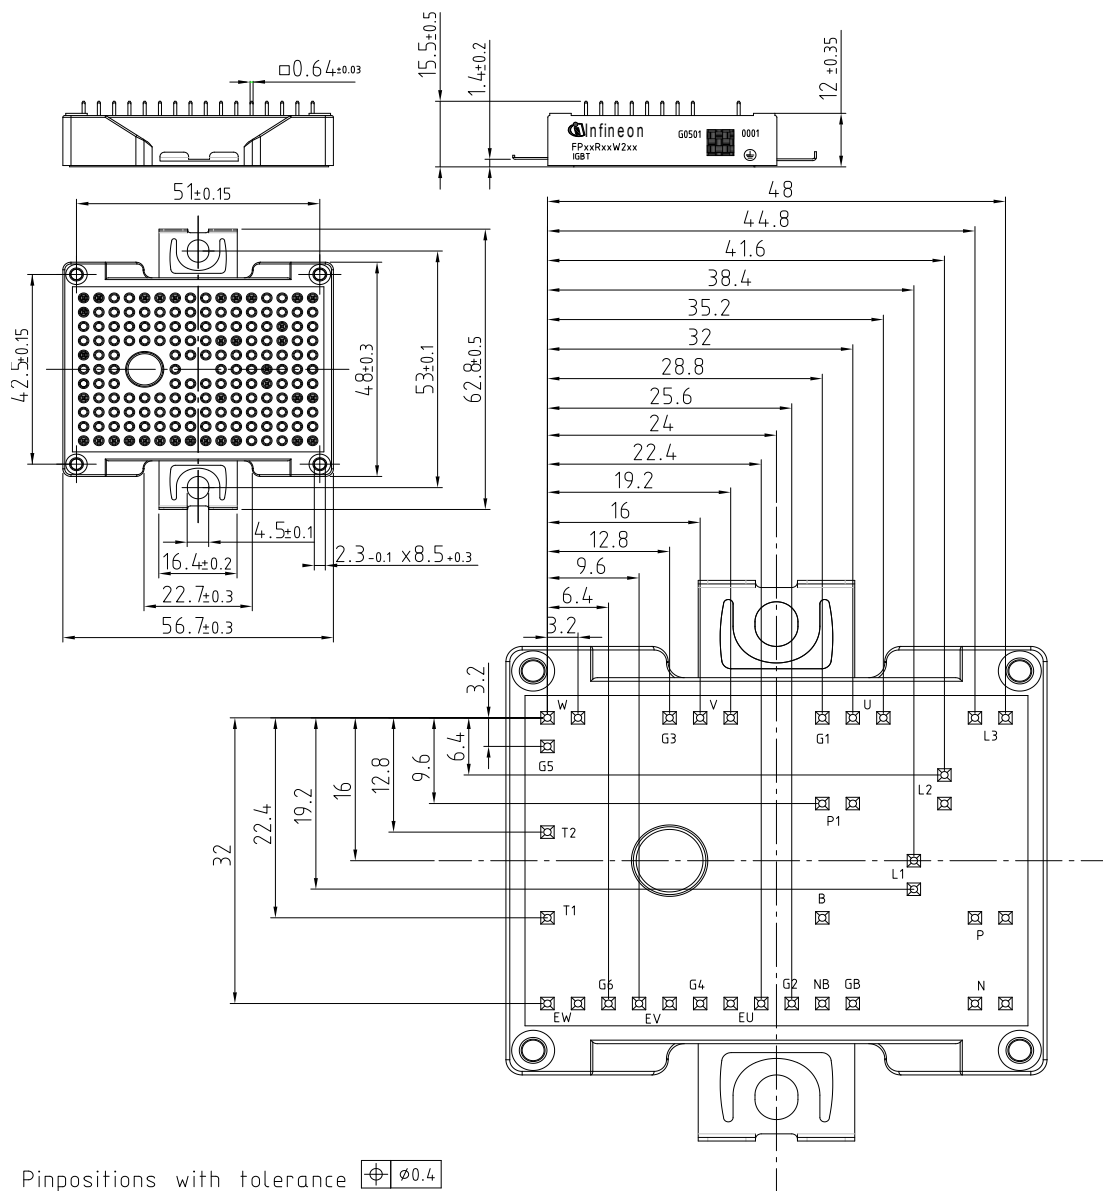 □0.64±0.03
15.5±0.5
1.4±0.2
12 ±0.35
Infineon
FPxxRxxW2xx
IGBT
G0501
0001
51±0.15
42.5±0.15
48±0.3
53±0.1
62.8±0.5
4.5±0.1
16.4±0.2
2.3-0.1 x8.5+0.3
22.7±0.3
56.7±0.3
48
44.8
41.6
38.4
35.2
32
28.8
25.6
24
22.4
19.2
16
12.8
9.6
6.4
3.2
3.2
6.4
9.6
12.8
16
19.2
22.4
32
W
V
U
G3
G1
L3
G5
L2
P1
T2
L1
B
T1
P
G6
G4
G2
NB
GB
N
EW
EV
EU
Pinpositions with tolerance ⌖ ⌀0.4